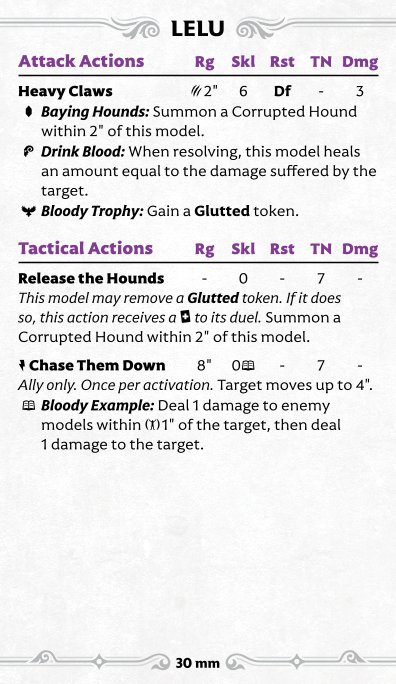 LELU
Attack Actions Rg Skl Rst TN Dmg
Heavy Claws 2" 6 Df - 3
Baying Hounds: Summon a Corrupted Hound
within 2" of this model.
Drink Blood: When resolving, this model heals
an amount equal to the damage suffered by the
target.
Bloody Trophy: Gain a Glutted token.
Tactical Actions Rg Skl Rst TN Dmg
Release the Hounds - 0 - 7 -
This model may remove a Glutted token. If it does
so, this action receives a to its duel. Summon a
Corrupted Hound within 2" of this model.
Chase Them Down 8" 0 - 7 -
Ally only. Once per activation. Target moves up to 4".
Bloody Example: Deal 1 damage to enemy
models within 1" of the target, then deal
1 damage to the target.
30 mm